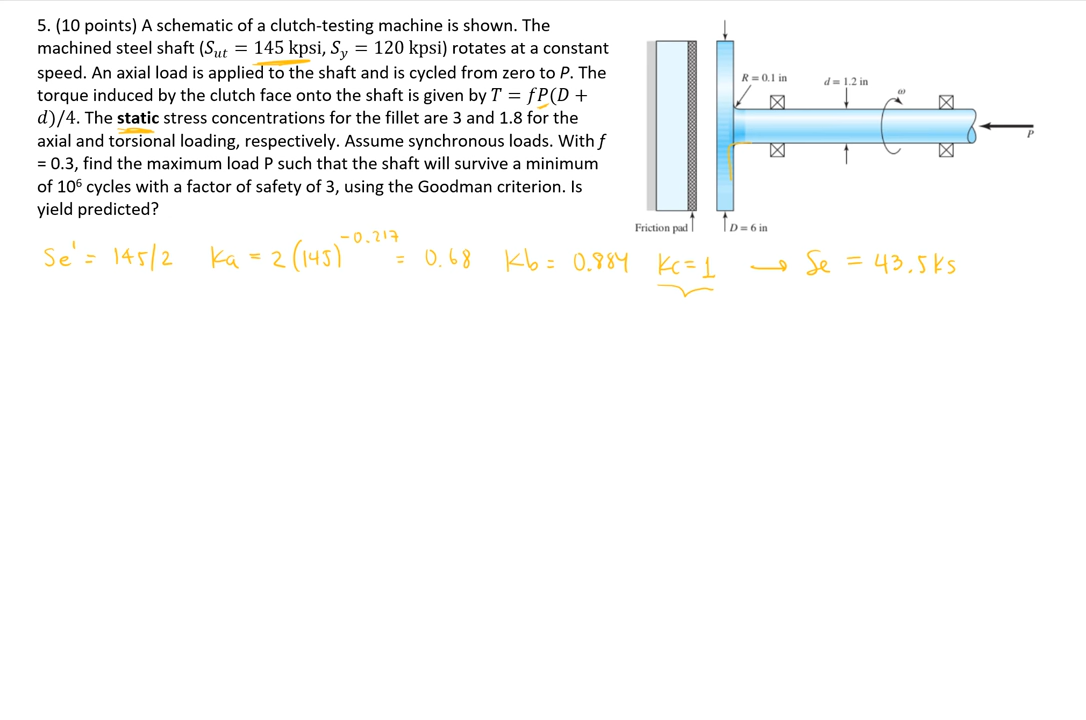 5. (10 points) A schematic of a clutch-testing machine is shown. The
machined steel shaft (Sut = 145 kpsi, Sy = 120 kpsi) rotates at a constant
speed. An axial load is applied to the shaft and is cycled from zero to P. The
torque induced by the clutch face onto the shaft is given by T = fP(D +
d)/4. The static stress concentrations for the fillet are 3 and 1.8 for the
axial and torsional loading, respectively. Assume synchronous loads. With f
= 0.3, find the maximum load P such that the shaft will survive a minimum
of 10⁶ cycles with a factor of safety of 3, using the Goodman criterion. Is
yield predicted?
R = 0.1 in
d = 1.2 in
ω
P
Friction pad
D = 6 in
Se' = 145/2 Ka = 2(145)^-0.217 = 0.68 Kb = 0.884 Kc = 1 → Se = 43.5 ks